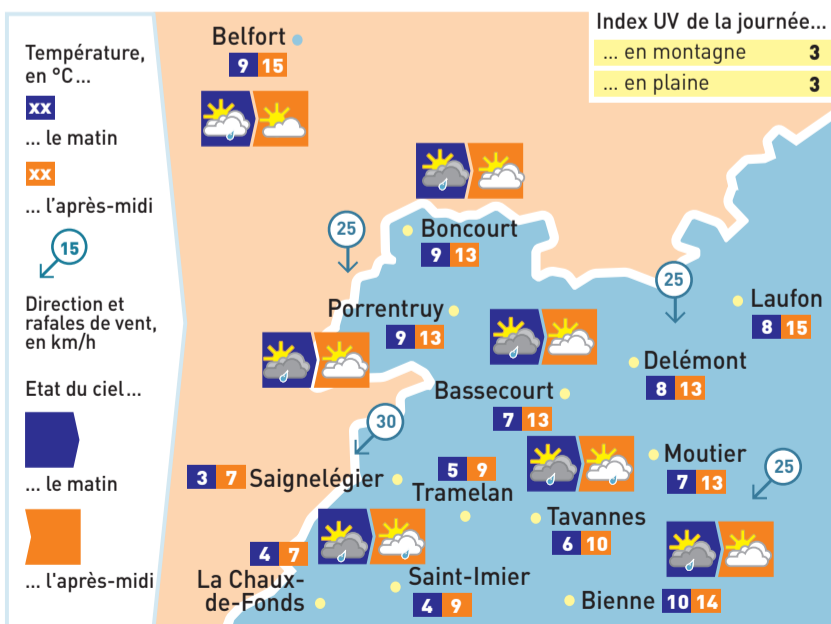 Température,
en °C...
xx
... le matin
xx
... l'après-midi
15
Direction et
rafales de vent,
en km/h
Etat du ciel...
... le matin
... l'après-midi
Index UV de la journée...
... en montagne 3
... en plaine 3
Belfort
9 15
Boncourt
9 13
25
25
Laufon
8 15
Porrentruy
9 13
Delémont
8 13
Bassecourt
7 13
30
Moutier
7 13
25
3 7 Saignelégier
5 9
Tramelan
Tavannes
6 10
4 7
La Chaux-
de-Fonds
Saint-Imier
4 9
Bienne 10 14